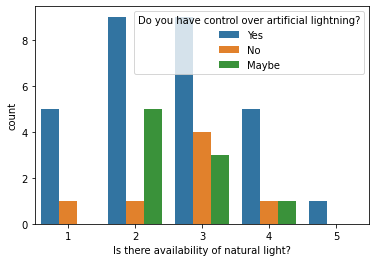 Do you have control over artificial lightning?
Yes
No
Maybe
8
6
4
2
0
count
1 2 3 4 5
Is there availability of natural light?